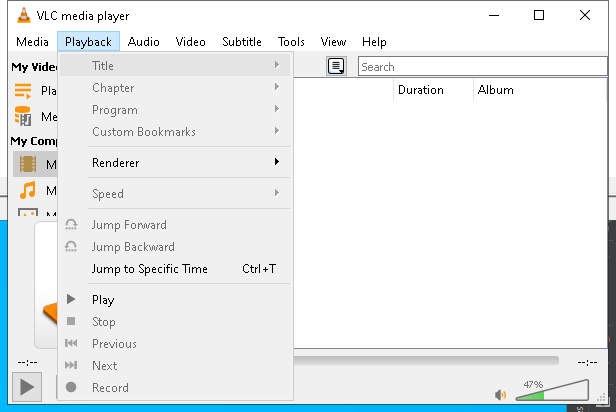 VLC media player
Media Playback Audio Video Subtitle Tools View Help
My Vide
Title
Search
Pla
Chapter
Duration Album
Me
Program
Custom Bookmarks
My Comp
M
Renderer
M
Speed
M
Jump Forward
Jump Backward
Jump to Specific Time Ctrl+T
Play
Stop
Previous
--:-- Next --:--
Record
47%